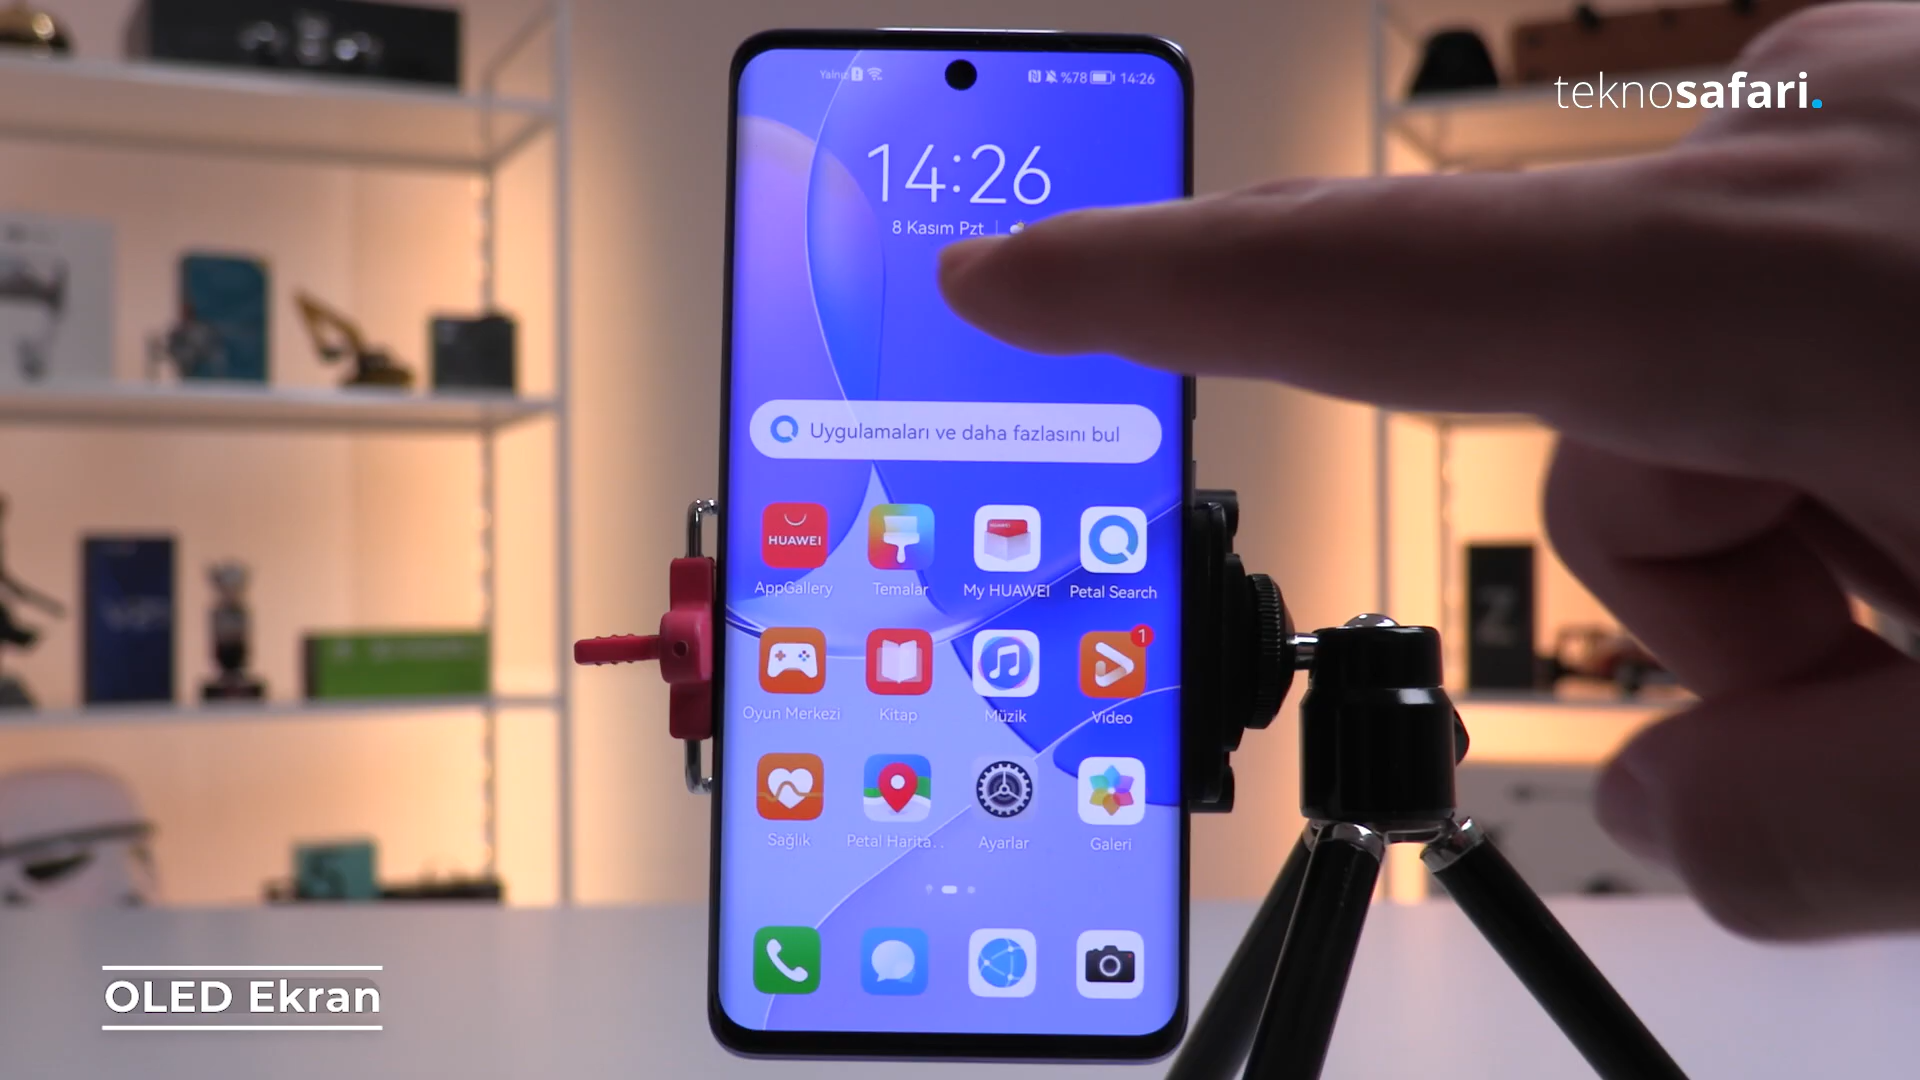 teknosafari.
%78 14:26
14:26
8 Kasım Pzt
Uygulamaları ve daha fazlasını bul
HUAWEI
AppGallery Temalar My HUAWEI Petal Search
1
Oyun Merkezi Kitap Müzik Video
Sağlık Petal Harita.. Ayarlar Galeri
OLED Ekran